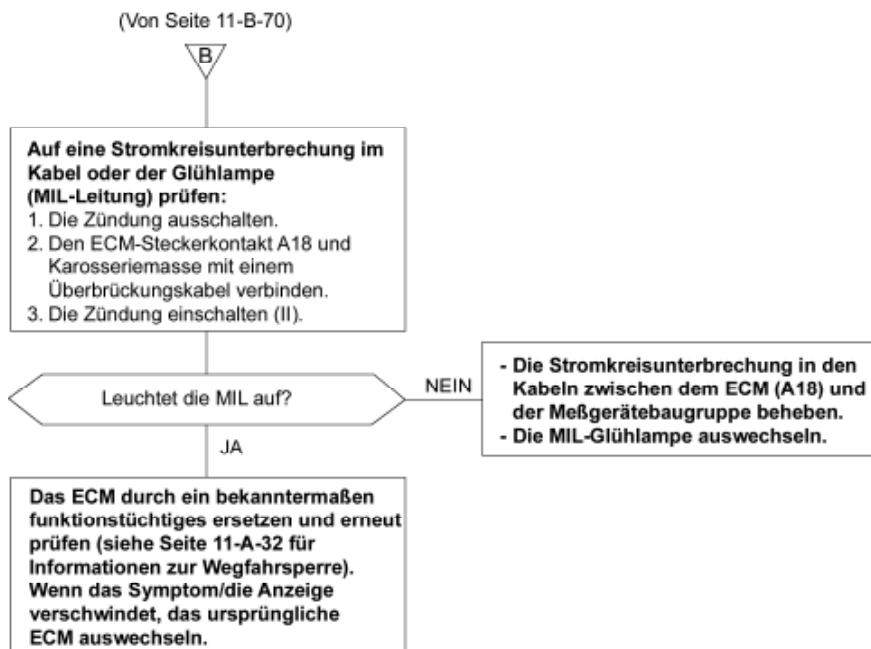 (Von Seite 11-B-70)
B
Auf eine Stromkreisunterbrechung im
Kabel oder der Glühlampe
(MIL-Leitung) prüfen:
1. Die Zündung ausschalten.
2. Den ECM-Steckerkontakt A18 und
Karosseriemasse mit einem
Überbrückungskabel verbinden.
3. Die Zündung einschalten (II).
Leuchtet die MIL auf?
NEIN
- Die Stromkreisunterbrechung in den
Kabeln zwischen dem ECM (A18) und
der Meßgerätebaugruppe beheben.
- Die MIL-Glühlampe auswechseln.
JA
Das ECM durch ein bekanntermaßen
funktionstüchtiges ersetzen und erneut
prüfen (siehe Seite 11-A-32 für
Informationen zur Wegfahrsperre).
Wenn das Symptom/die Anzeige
verschwindet, das ursprüngliche
ECM auswechseln.